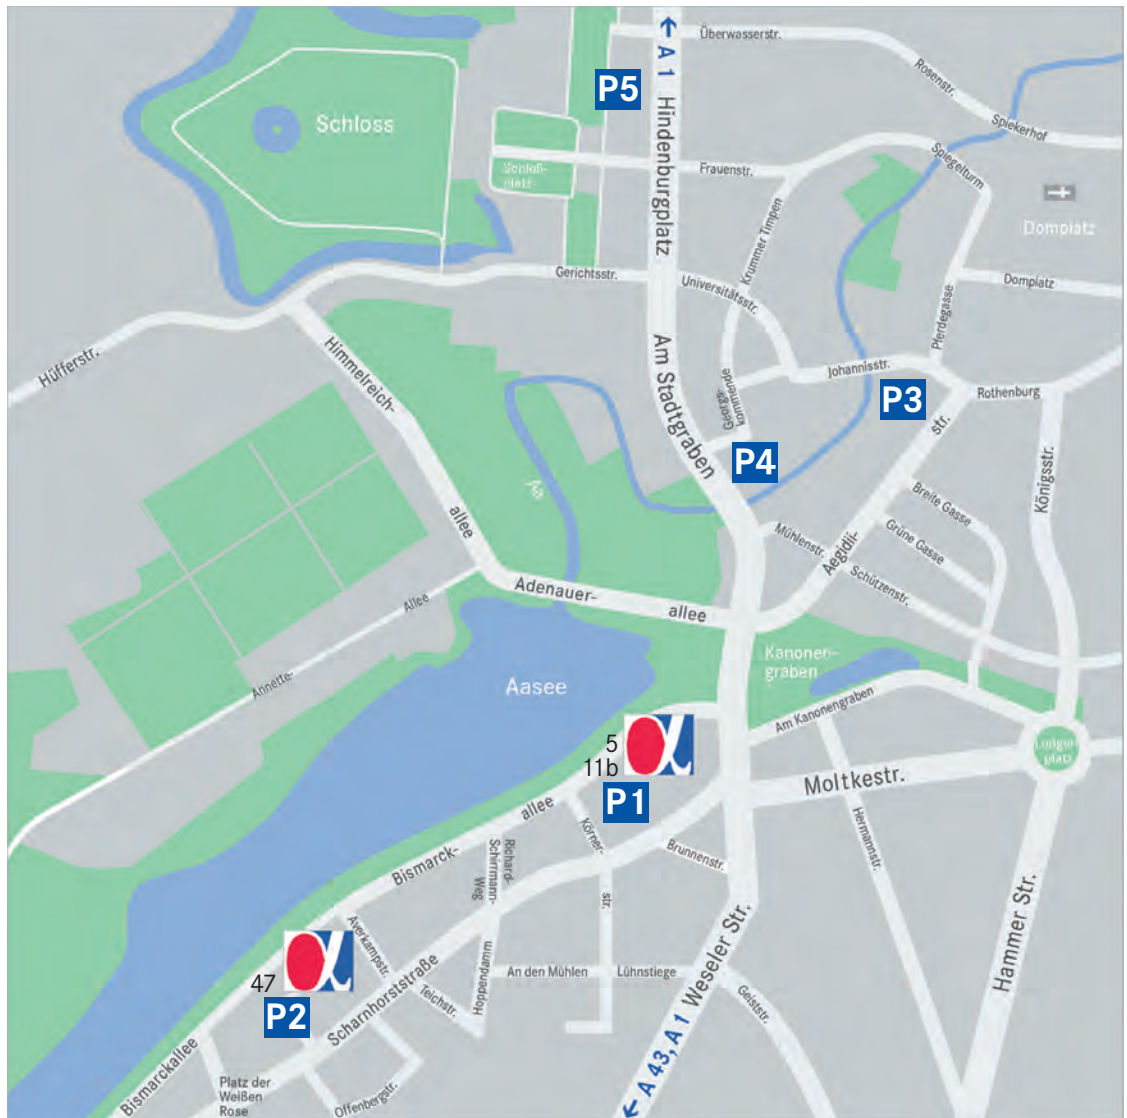 Überwasserstr.
← A 1
Rosenstr.
P5
Hindenburgplatz
Schloss
Spiekerhof
Spiegelturm
Schloß-
platz
Frauenstr.
Krummer Timpen
Domplatz
Gerichtsstr.
Universitätsstr.
Domplatz
Pferdegasse
Hüfferstr.
Himmelreich-
allee
Am Stadtgraben
Johannisstr.
Georgs-
kommende
P3
Rothenburg
P4
Aegidii-
str.
Königsstr.
Aa
Breite Gasse
Grüne Gasse
Mühlenstr.
Schützenstr.
Adenauer-
allee
Annette-
Allee
Kanonen-
graben
Aasee
Am Kanonengraben
5
11b
P1
Ludgeri-
platz
Moltkestr.
Bismarck-
allee
Körner-
str.
Brunnenstr.
Hermannstr.
Richard-
Schirrmann-
Weg
Hammer Str.
Averkampstr.
47
P2
Scharnhorststraße
Teichstr.
Hoppendamm
An den Mühlen
Lühnstiege
Geiststr.
← A 43, A 1 Weseler Str.
Bismarckallee
Platz der
Weißen
Rose
Offenbergstr.